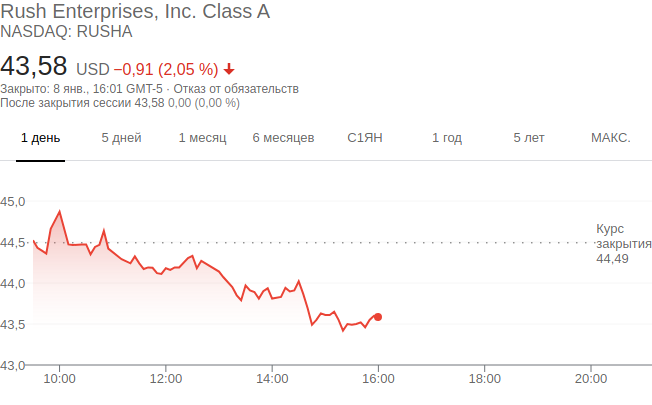 Rush Enterprises, Inc. Class A
NASDAQ: RUSHA
43,58 USD −0,91 (2,05 %)
Закрыто: 8 янв., 16:01 GMT-5 · Отказ от обязательств
После закрытия сессии 43,58 0,00 (0,00 %)
1 день 5 дней 1 месяц 6 месяцев С1ЯН 1 год 5 лет МАКС.
45,0
44,5
44,0
43,5
43,0
Курс
закрытия
44,49
10:00 12:00 14:00 16:00 18:00 20:00